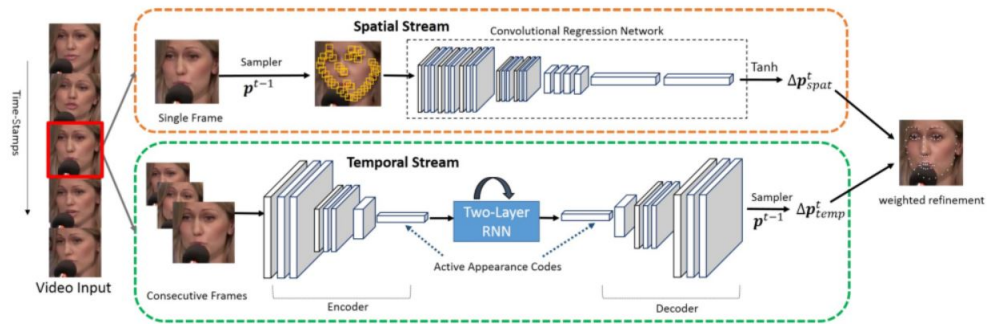 Spatial Stream
Convolutional Regression Network
Sampler
p^{t-1}
Tanh
Δp^t_{spat}
Single Frame
Time-Stamps
Video Input
Temporal Stream
Two-Layer
RNN
Active Appearance Codes
Sampler
p^{t-1}
Δp^t_{temp}
weighted refinement
Consecutive Frames
Encoder
Decoder